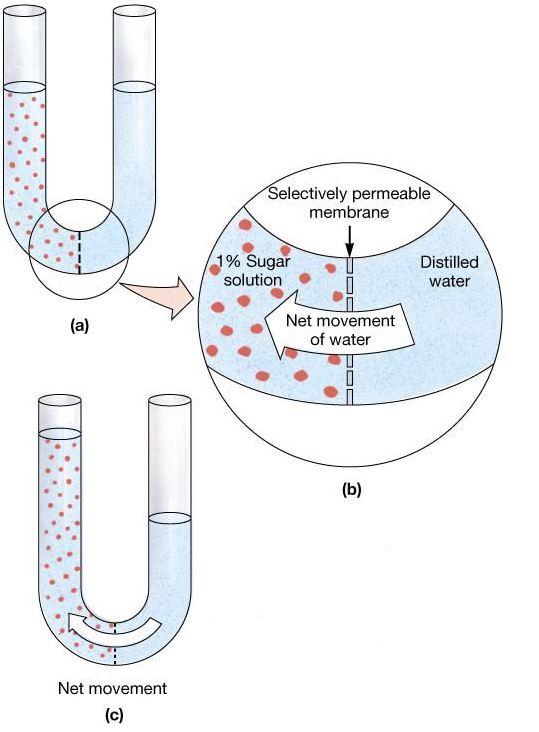 (a)
Selectively permeable
membrane
1% Sugar
solution
Distilled
water
Net movement
of water
(b)
Net movement
(c)